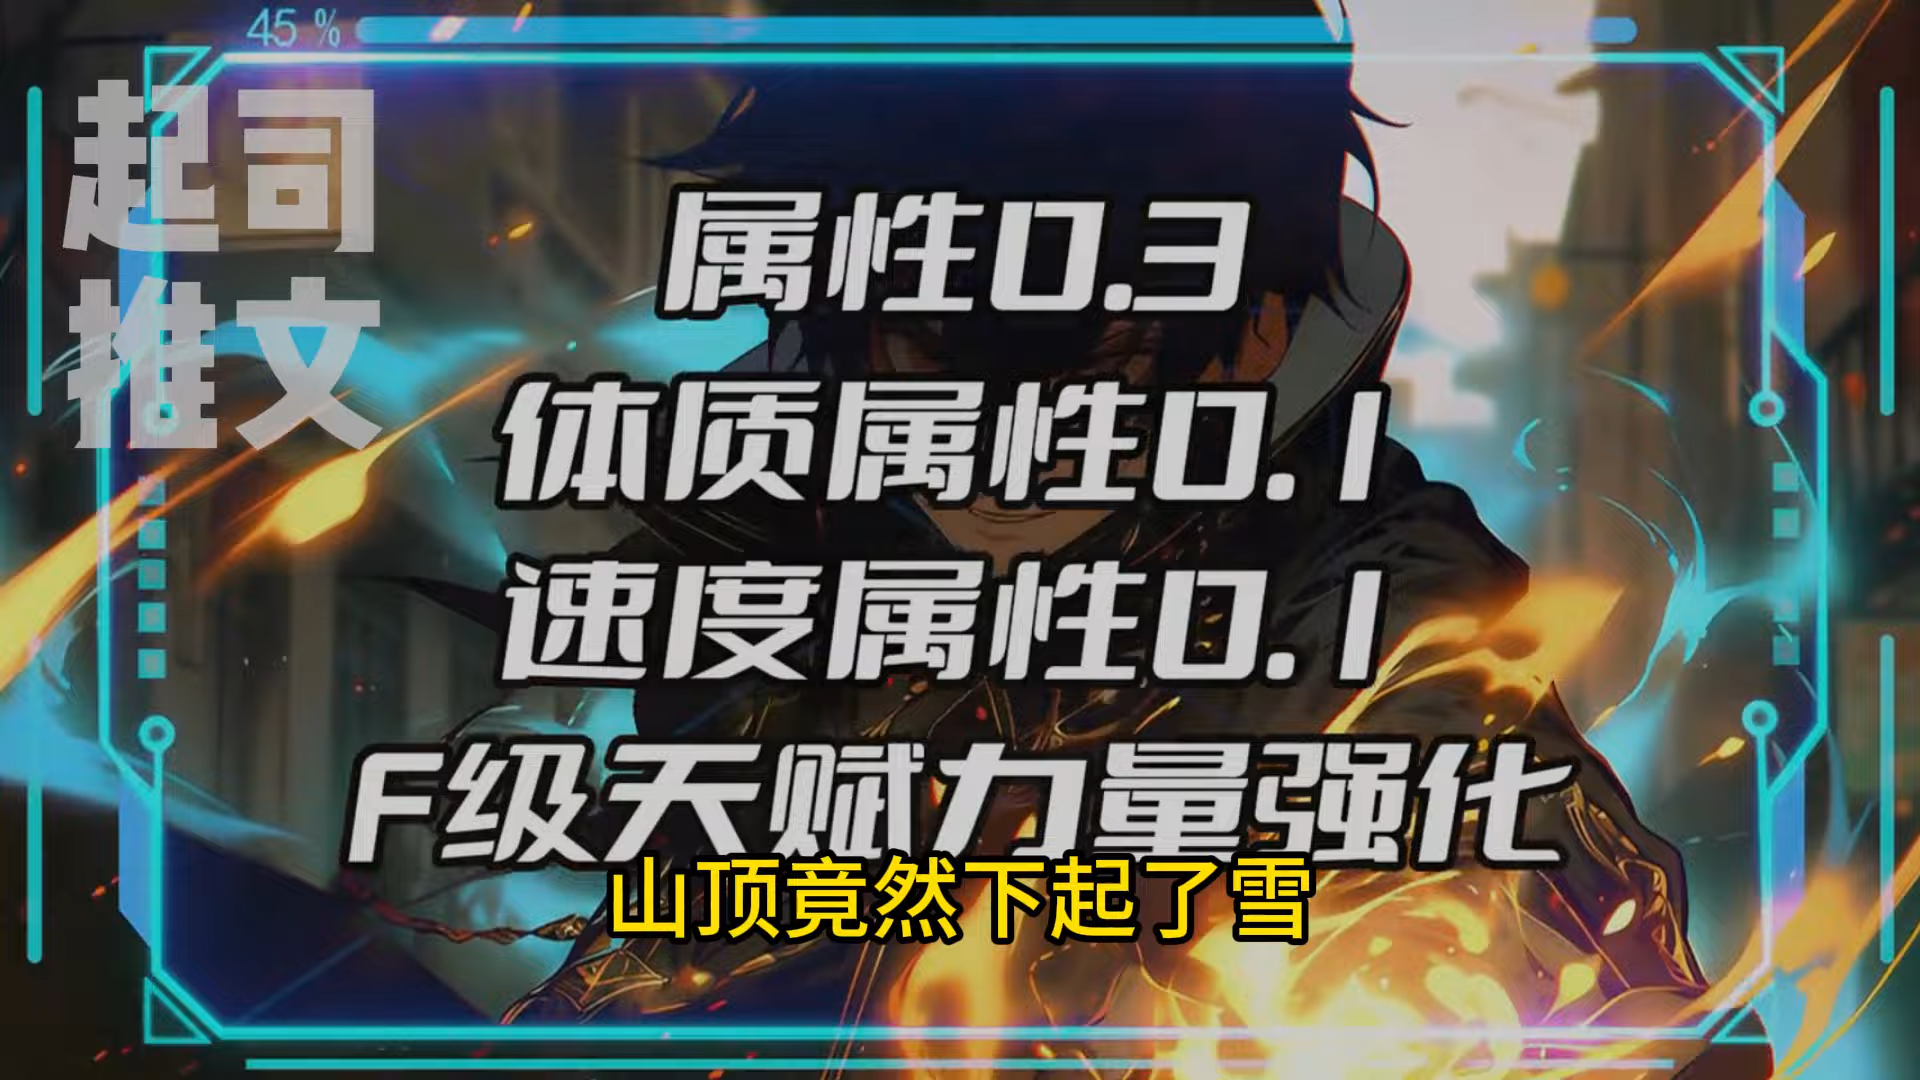 45 %
起司
推文
属性0.3
体质属性0.1
速度属性0.1
F级天赋力量强化
山顶竟然下起了雪